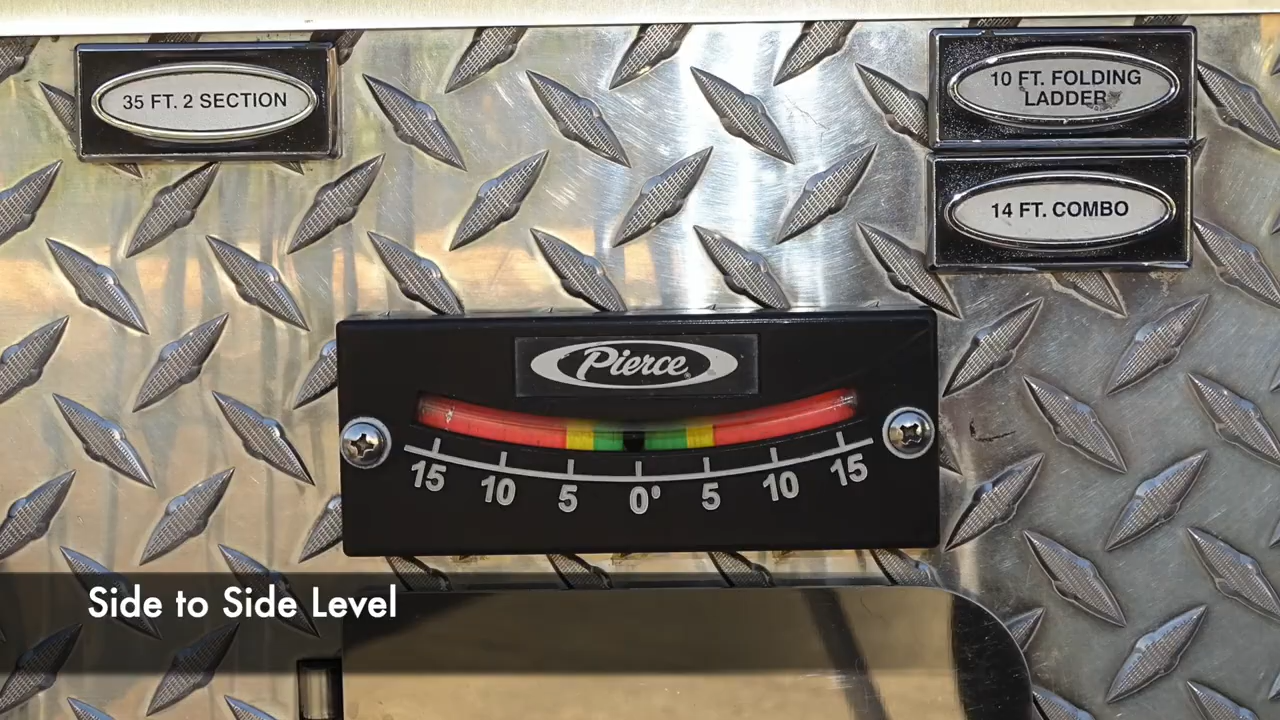 35 FT. 2 SECTION
10 FT. FOLDING
LADDER
14 FT. COMBO
Pierce
15 10 5 0° 5 10 15
Side to Side Level